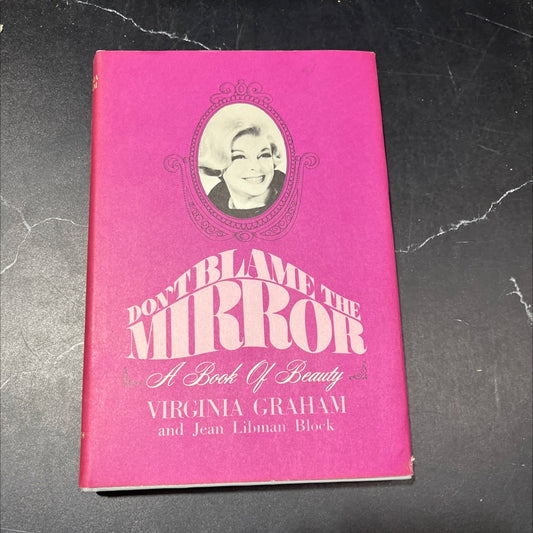 DON'T BLAME THE
MIRROR
A Book Of Beauty
VIRGINIA GRAHAM
and Jean Libman Block